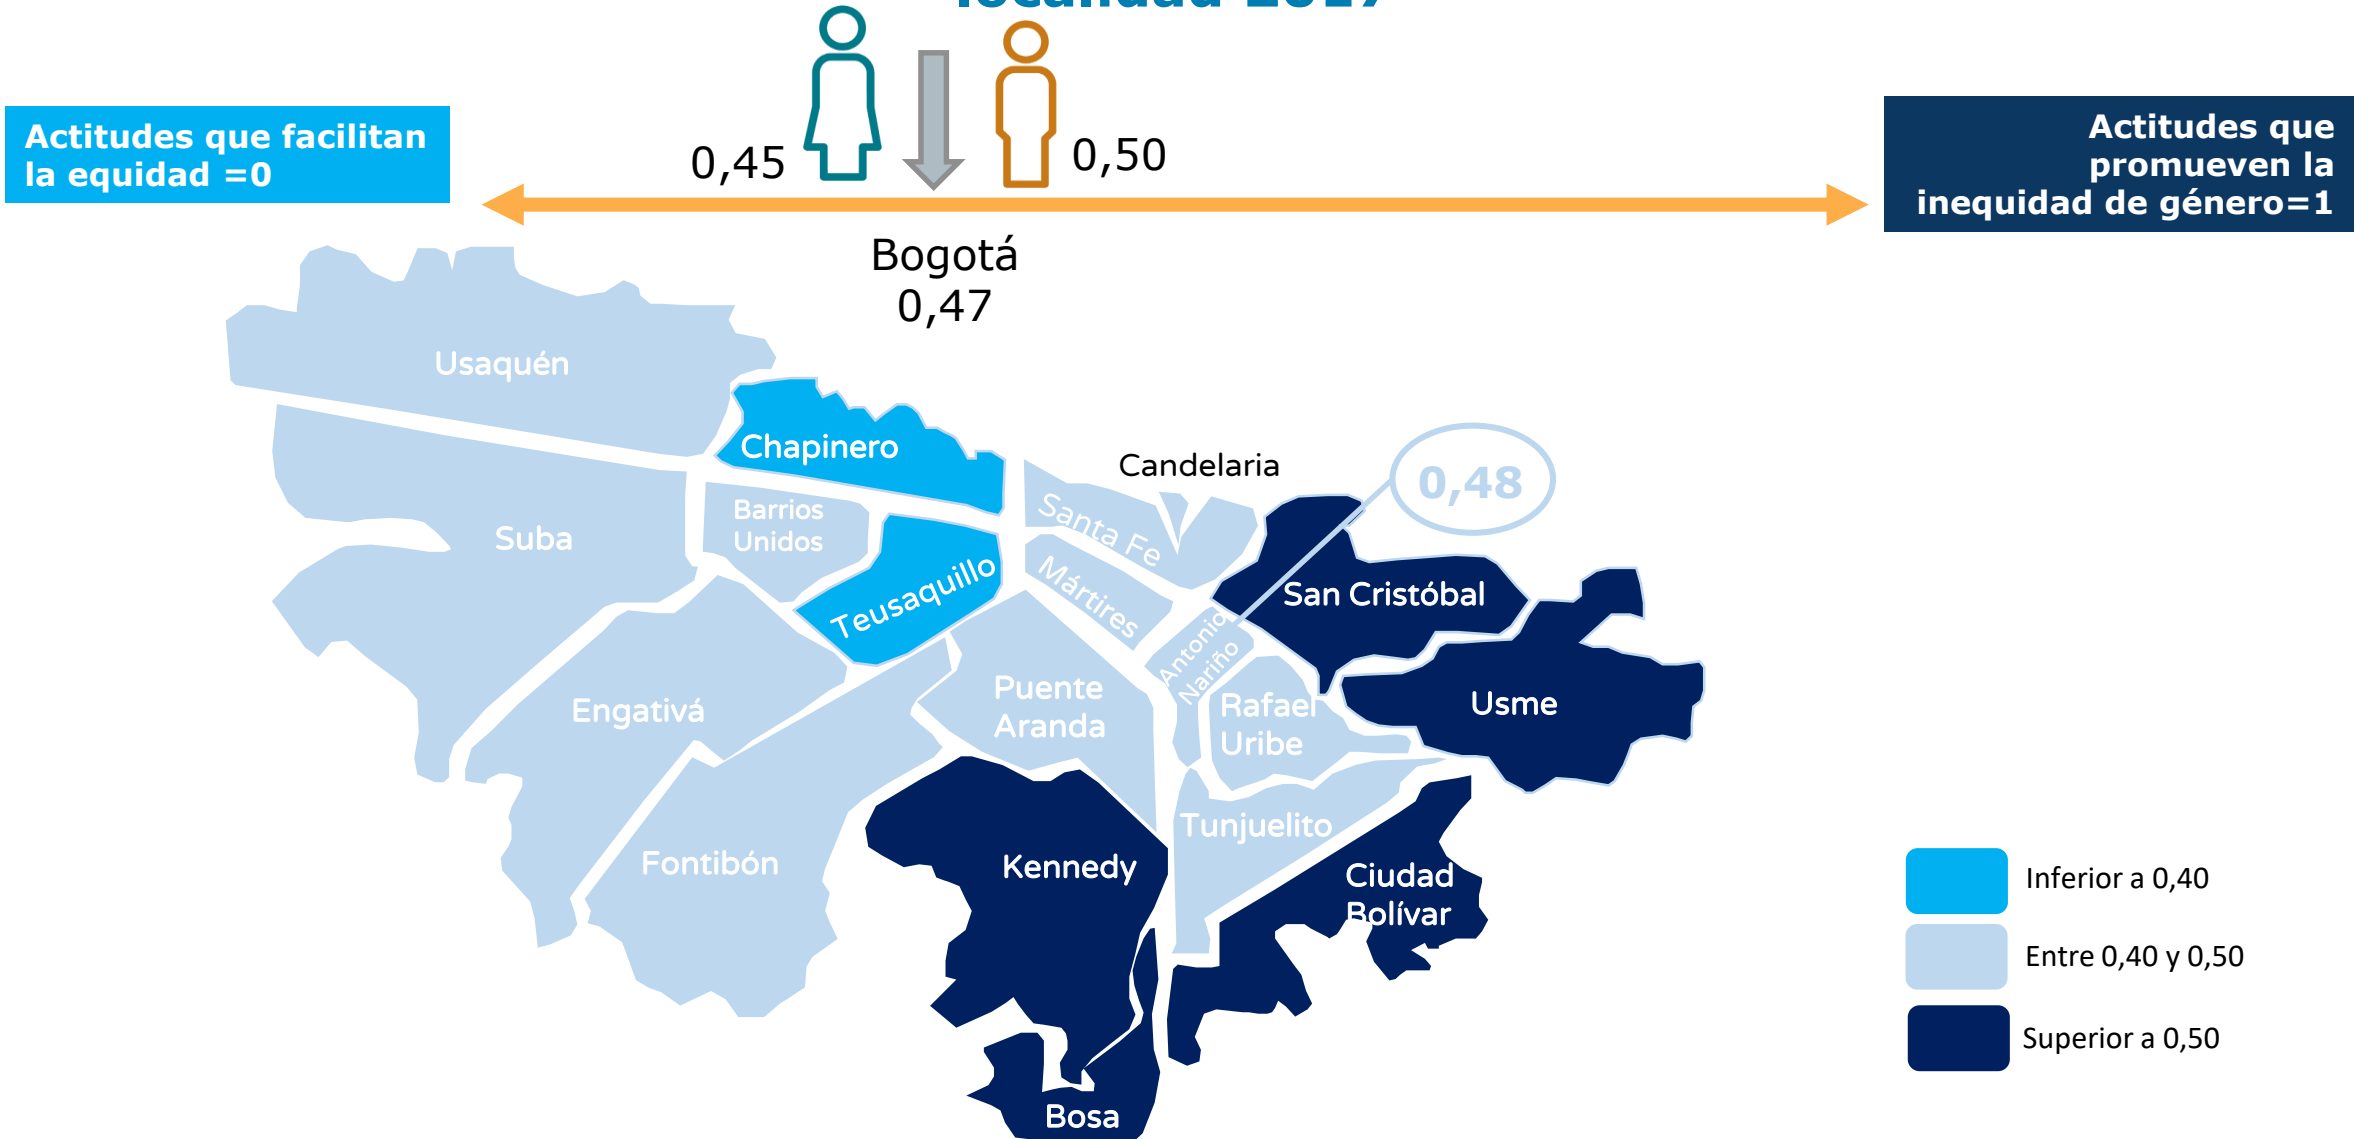 localidad 2017
0,45
0,50
Actitudes que facilitan
la equidad =0
Actitudes que
promueven la
inequidad de género=1
Bogotá
0,47
Usaquén
Chapinero
Candelaria
0,48
Suba
Barrios
Unidos
Santa Fe
Teusaquillo
Mártires
San Cristóbal
Antonio
Nariño
Engativá
Puente
Aranda
Rafael
Uribe
Usme
Fontibón
Kennedy
Tunjuelito
Ciudad
Bolívar
Bosa
Inferior a 0,40
Entre 0,40 y 0,50
Superior a 0,50